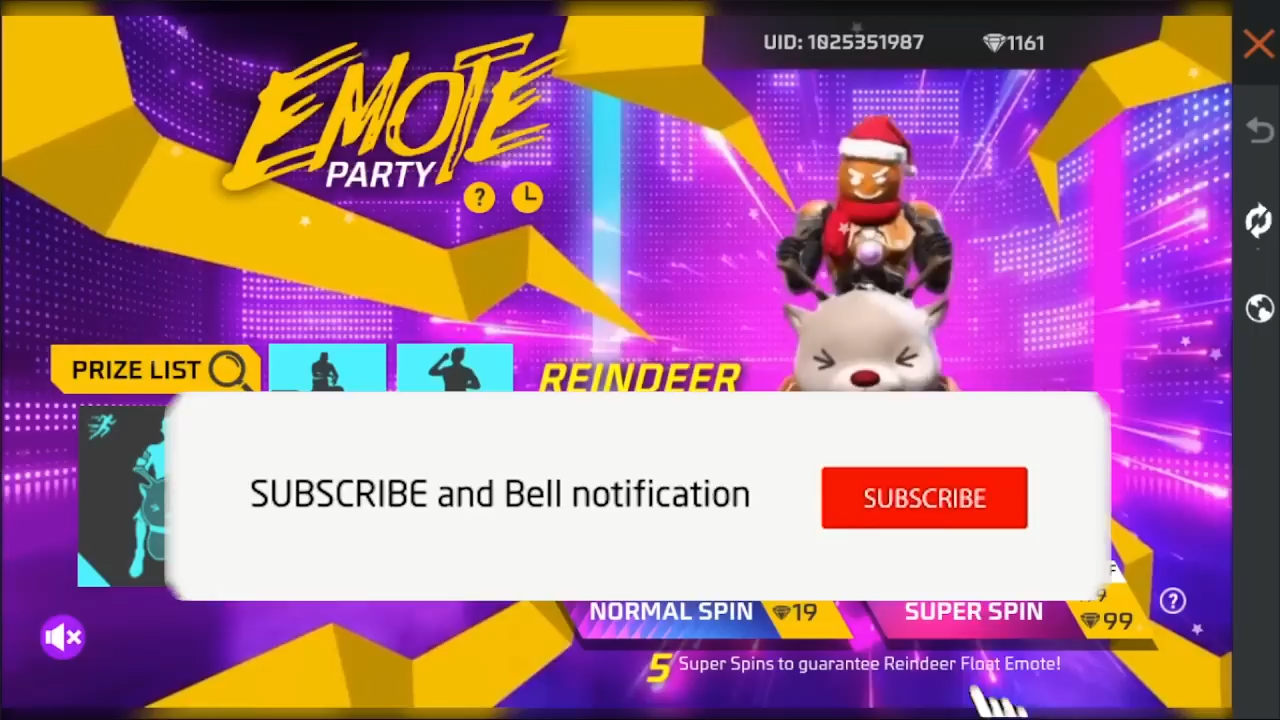 UID: 1025351987
1161
EMOTE
PARTY
?
PRIZE LIST
REINDEER
SUBSCRIBE and Bell notification
SUBSCRIBE
NORMAL SPIN
19
SUPER SPIN
99
?
5 Super Spins to guarantee Reindeer Float Emote!